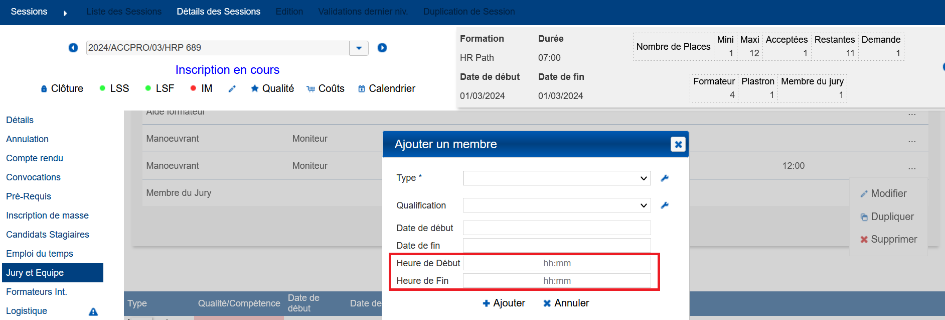 Sessions Liste des Sessions Détails des Sessions Edition Validations dernier niv. Duplication de Session
2024/ACCPRO/03/HRP 689
Inscription en cours
Clôture LSS LSF IM Qualité Coûts Calendrier
Formation Durée
HR Path 07:00
Date de début Date de fin
01/03/2024 01/03/2024
Mini Maxi Acceptées Restantes Demande
Nombre de Places 1 12 1 11 1
Formateur Plastron Membre du jury
4 1 1
Détails
Annulation
Compte rendu
Convocations
Pré-Requis
Inscription de masse
Candidats Stagiaires
Emploi du temps
Jury et Equipe
Formateurs Int.
Logistique
Aide formateur ...
Manoeuvrant Moniteur ...
Manoeuvrant Moniteur 12:00 ...
Membre du Jury
Modifier
Dupliquer
Supprimer
Ajouter un membre
Type *
Qualification
Date de début
Date de fin
Heure de Début hh:mm
Heure de Fin hh:mm
Ajouter Annuler
Type Qualité/Compétence Date de début Date de